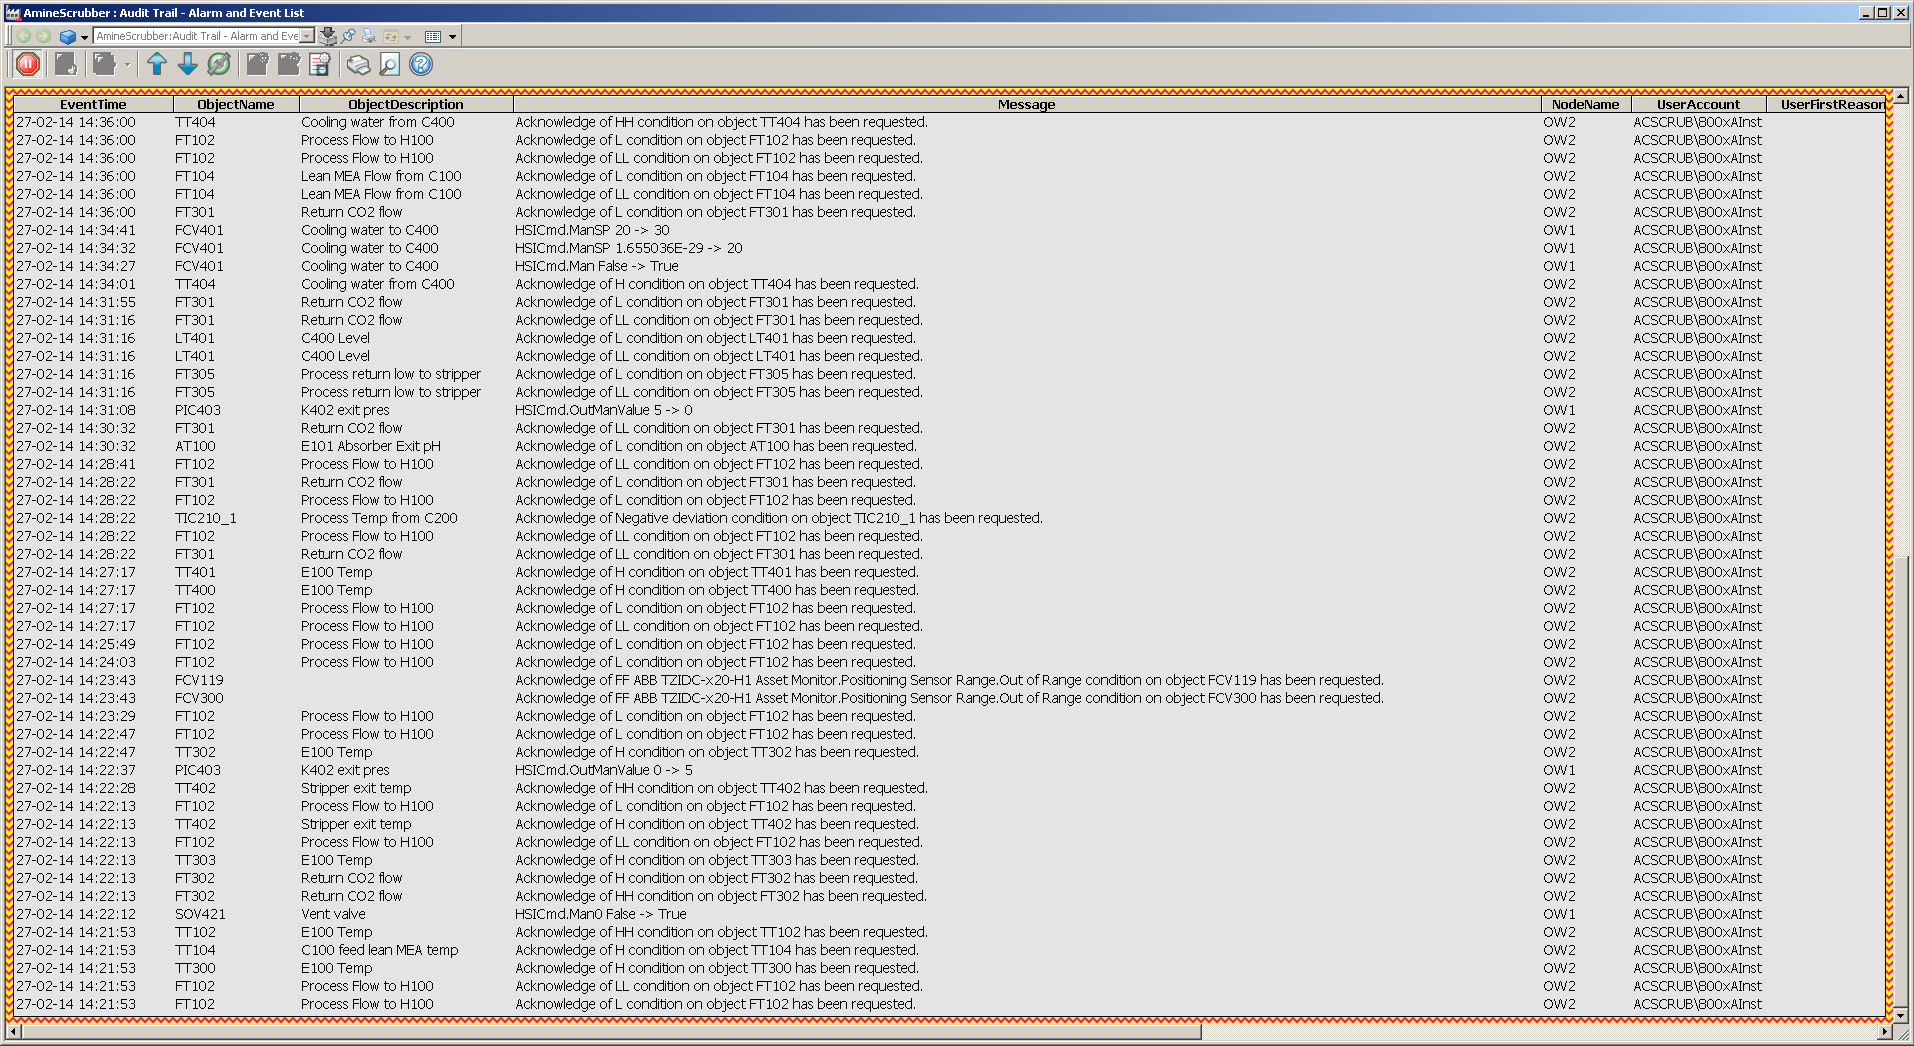 AmineScrubber : Audit Trail - Alarm and Event List
AmineScrubber:Audit Trail - Alarm and Eve
EventTime ObjectName ObjectDescription Message NodeName UserAccount UserFirstReason
27-02-14 14:36:00 TT404 Cooling water from C400 Acknowledge of HH condition on object TT404 has been requested. OW2 ACSCRUB\800xAInst
27-02-14 14:36:00 FT102 Process Flow to H100 Acknowledge of L condition on object FT102 has been requested. OW2 ACSCRUB\800xAInst
27-02-14 14:36:00 FT102 Process Flow to H100 Acknowledge of LL condition on object FT102 has been requested. OW2 ACSCRUB\800xAInst
27-02-14 14:36:00 FT104 Lean MEA Flow from C100 Acknowledge of L condition on object FT104 has been requested. OW2 ACSCRUB\800xAInst
27-02-14 14:36:00 FT104 Lean MEA Flow from C100 Acknowledge of LL condition on object FT104 has been requested. OW2 ACSCRUB\800xAInst
27-02-14 14:36:00 FT301 Return CO2 flow Acknowledge of L condition on object FT301 has been requested. OW2 ACSCRUB\800xAInst
27-02-14 14:34:41 FCV401 Cooling water to C400 HSICmd.ManSP 20 -> 30 OW1 ACSCRUB\800xAInst
27-02-14 14:34:32 FCV401 Cooling water to C400 HSICmd.ManSP 1.655036E-29 -> 20 OW1 ACSCRUB\800xAInst
27-02-14 14:34:27 FCV401 Cooling water to C400 HSICmd.Man False -> True OW1 ACSCRUB\800xAInst
27-02-14 14:34:01 TT404 Cooling water from C400 Acknowledge of H condition on object TT404 has been requested. OW2 ACSCRUB\800xAInst
27-02-14 14:31:55 FT301 Return CO2 flow Acknowledge of L condition on object FT301 has been requested. OW2 ACSCRUB\800xAInst
27-02-14 14:31:16 FT301 Return CO2 flow Acknowledge of LL condition on object FT301 has been requested. OW2 ACSCRUB\800xAInst
27-02-14 14:31:16 LT401 C400 Level Acknowledge of L condition on object LT401 has been requested. OW2 ACSCRUB\800xAInst
27-02-14 14:31:16 LT401 C400 Level Acknowledge of LL condition on object LT401 has been requested. OW2 ACSCRUB\800xAInst
27-02-14 14:31:16 FT305 Process return low to stripper Acknowledge of L condition on object FT305 has been requested. OW2 ACSCRUB\800xAInst
27-02-14 14:31:16 FT305 Process return low to stripper Acknowledge of LL condition on object FT305 has been requested. OW2 ACSCRUB\800xAInst
27-02-14 14:31:08 PIC403 K402 exit pres HSICmd.OutManValue 5 -> 0 OW1 ACSCRUB\800xAInst
27-02-14 14:30:32 FT301 Return CO2 flow Acknowledge of LL condition on object FT301 has been requested. OW2 ACSCRUB\800xAInst
27-02-14 14:30:32 AT100 E101 Absorber Exit pH Acknowledge of L condition on object AT100 has been requested. OW2 ACSCRUB\800xAInst
27-02-14 14:28:41 FT102 Process Flow to H100 Acknowledge of LL condition on object FT102 has been requested. OW2 ACSCRUB\800xAInst
27-02-14 14:28:22 FT301 Return CO2 flow Acknowledge of L condition on object FT301 has been requested. OW2 ACSCRUB\800xAInst
27-02-14 14:28:22 FT102 Process Flow to H100 Acknowledge of L condition on object FT102 has been requested. OW2 ACSCRUB\800xAInst
27-02-14 14:28:22 TIC210_1 Process Temp from C200 Acknowledge of Negative deviation condition on object TIC210_1 has been requested. OW2 ACSCRUB\800xAInst
27-02-14 14:28:22 FT102 Process Flow to H100 Acknowledge of LL condition on object FT102 has been requested. OW2 ACSCRUB\800xAInst
27-02-14 14:28:22 FT301 Return CO2 flow Acknowledge of LL condition on object FT301 has been requested. OW2 ACSCRUB\800xAInst
27-02-14 14:27:17 TT401 E100 Temp Acknowledge of H condition on object TT401 has been requested. OW2 ACSCRUB\800xAInst
27-02-14 14:27:17 TT400 E100 Temp Acknowledge of H condition on object TT400 has been requested. OW2 ACSCRUB\800xAInst
27-02-14 14:27:17 FT102 Process Flow to H100 Acknowledge of L condition on object FT102 has been requested. OW2 ACSCRUB\800xAInst
27-02-14 14:27:17 FT102 Process Flow to H100 Acknowledge of LL condition on object FT102 has been requested. OW2 ACSCRUB\800xAInst
27-02-14 14:25:49 FT102 Process Flow to H100 Acknowledge of L condition on object FT102 has been requested. OW2 ACSCRUB\800xAInst
27-02-14 14:24:03 FT102 Process Flow to H100 Acknowledge of L condition on object FT102 has been requested. OW2 ACSCRUB\800xAInst
27-02-14 14:23:43 FCV119 Acknowledge of FF ABB TZIDC-x20-H1 Asset Monitor.Positioning Sensor Range.Out of Range condition on object FCV119 has been requested. OW2 ACSCRUB\800xAInst
27-02-14 14:23:43 FCV300 Acknowledge of FF ABB TZIDC-x20-H1 Asset Monitor.Positioning Sensor Range.Out of Range condition on object FCV300 has been requested. OW2 ACSCRUB\800xAInst
27-02-14 14:23:29 FT102 Process Flow to H100 Acknowledge of L condition on object FT102 has been requested. OW2 ACSCRUB\800xAInst
27-02-14 14:22:47 FT102 Process Flow to H100 Acknowledge of L condition on object FT102 has been requested. OW2 ACSCRUB\800xAInst
27-02-14 14:22:47 TT302 E100 Temp Acknowledge of H condition on object TT302 has been requested. OW2 ACSCRUB\800xAInst
27-02-14 14:22:37 PIC403 K402 exit pres HSICmd.OutManValue 0 -> 5 OW1 ACSCRUB\800xAInst
27-02-14 14:22:28 TT402 Stripper exit temp Acknowledge of HH condition on object TT402 has been requested. OW2 ACSCRUB\800xAInst
27-02-14 14:22:13 FT102 Process Flow to H100 Acknowledge of L condition on object FT102 has been requested. OW2 ACSCRUB\800xAInst
27-02-14 14:22:13 TT402 Stripper exit temp Acknowledge of H condition on object TT402 has been requested. OW2 ACSCRUB\800xAInst
27-02-14 14:22:13 FT102 Process Flow to H100 Acknowledge of LL condition on object FT102 has been requested. OW2 ACSCRUB\800xAInst
27-02-14 14:22:13 TT303 E100 Temp Acknowledge of H condition on object TT303 has been requested. OW2 ACSCRUB\800xAInst
27-02-14 14:22:13 FT302 Return CO2 flow Acknowledge of H condition on object FT302 has been requested. OW2 ACSCRUB\800xAInst
27-02-14 14:22:13 FT302 Return CO2 flow Acknowledge of HH condition on object FT302 has been requested. OW2 ACSCRUB\800xAInst
27-02-14 14:22:12 SOV421 Vent valve HSICmd.Man0 False -> True OW1 ACSCRUB\800xAInst
27-02-14 14:21:53 TT102 E100 Temp Acknowledge of HH condition on object TT102 has been requested. OW2 ACSCRUB\800xAInst
27-02-14 14:21:53 TT104 C100 feed lean MEA temp Acknowledge of H condition on object TT104 has been requested. OW2 ACSCRUB\800xAInst
27-02-14 14:21:53 TT300 E100 Temp Acknowledge of H condition on object TT300 has been requested. OW2 ACSCRUB\800xAInst
27-02-14 14:21:53 FT102 Process Flow to H100 Acknowledge of LL condition on object FT102 has been requested. OW2 ACSCRUB\800xAInst
27-02-14 14:21:53 FT102 Process Flow to H100 Acknowledge of L condition on object FT102 has been requested. OW2 ACSCRUB\800xAInst